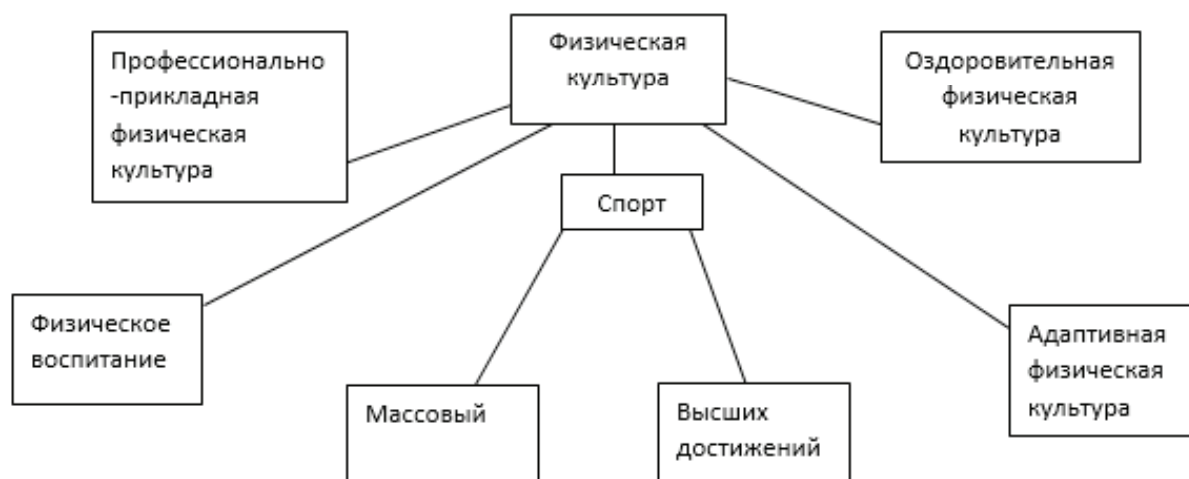 Физическая
культура
Профессионально
-прикладная
физическая
культура
Оздоровительная
физическая
культура
Спорт
Физическое
воспитание
Массовый
Высших
достижений
Адаптивная
физическая
культура